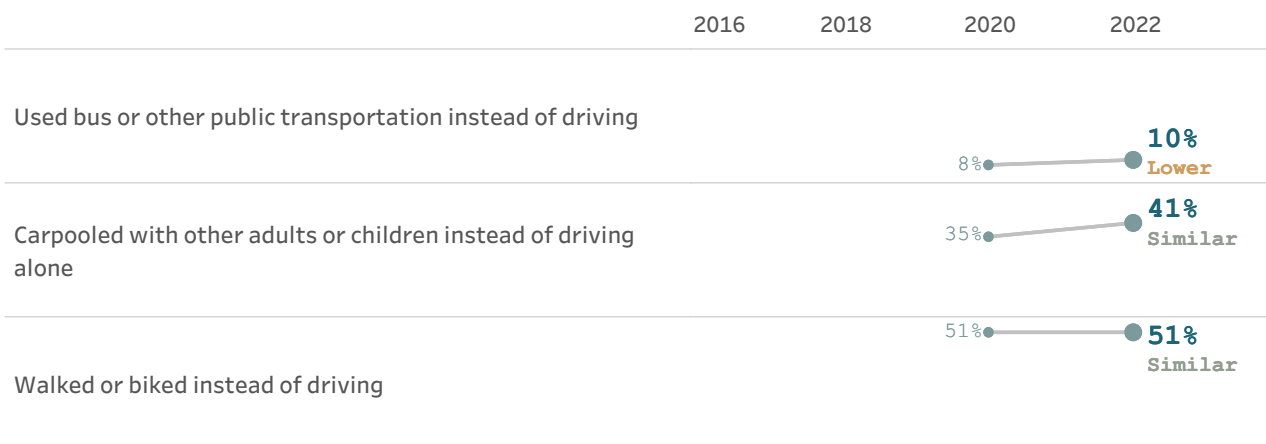 2016 2018 2020 2022
Used bus or other public transportation instead of driving
8%
10%
Lower
Carpooled with other adults or children instead of driving
alone
35%
41%
Similar
Walked or biked instead of driving
51%
51%
Similar